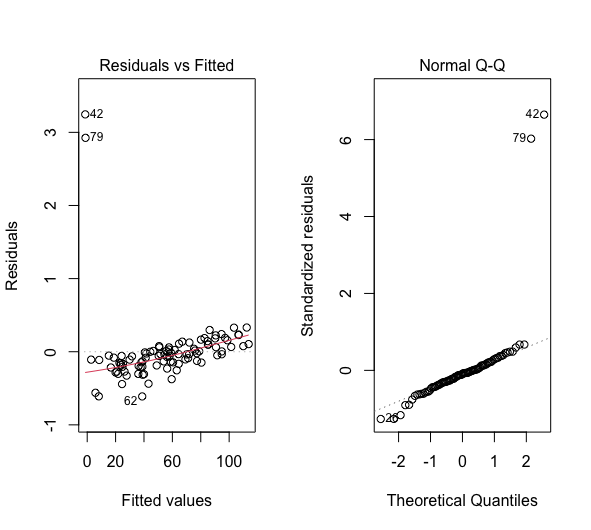 Residuals vs Fitted
42
79
62
3
2
1
0
-1
0 20 60 100
Residuals
Fitted values
Normal Q-Q
42
79
6
4
2
0
-2 -1 0 1 2
Standardized residuals
Theoretical Quantiles